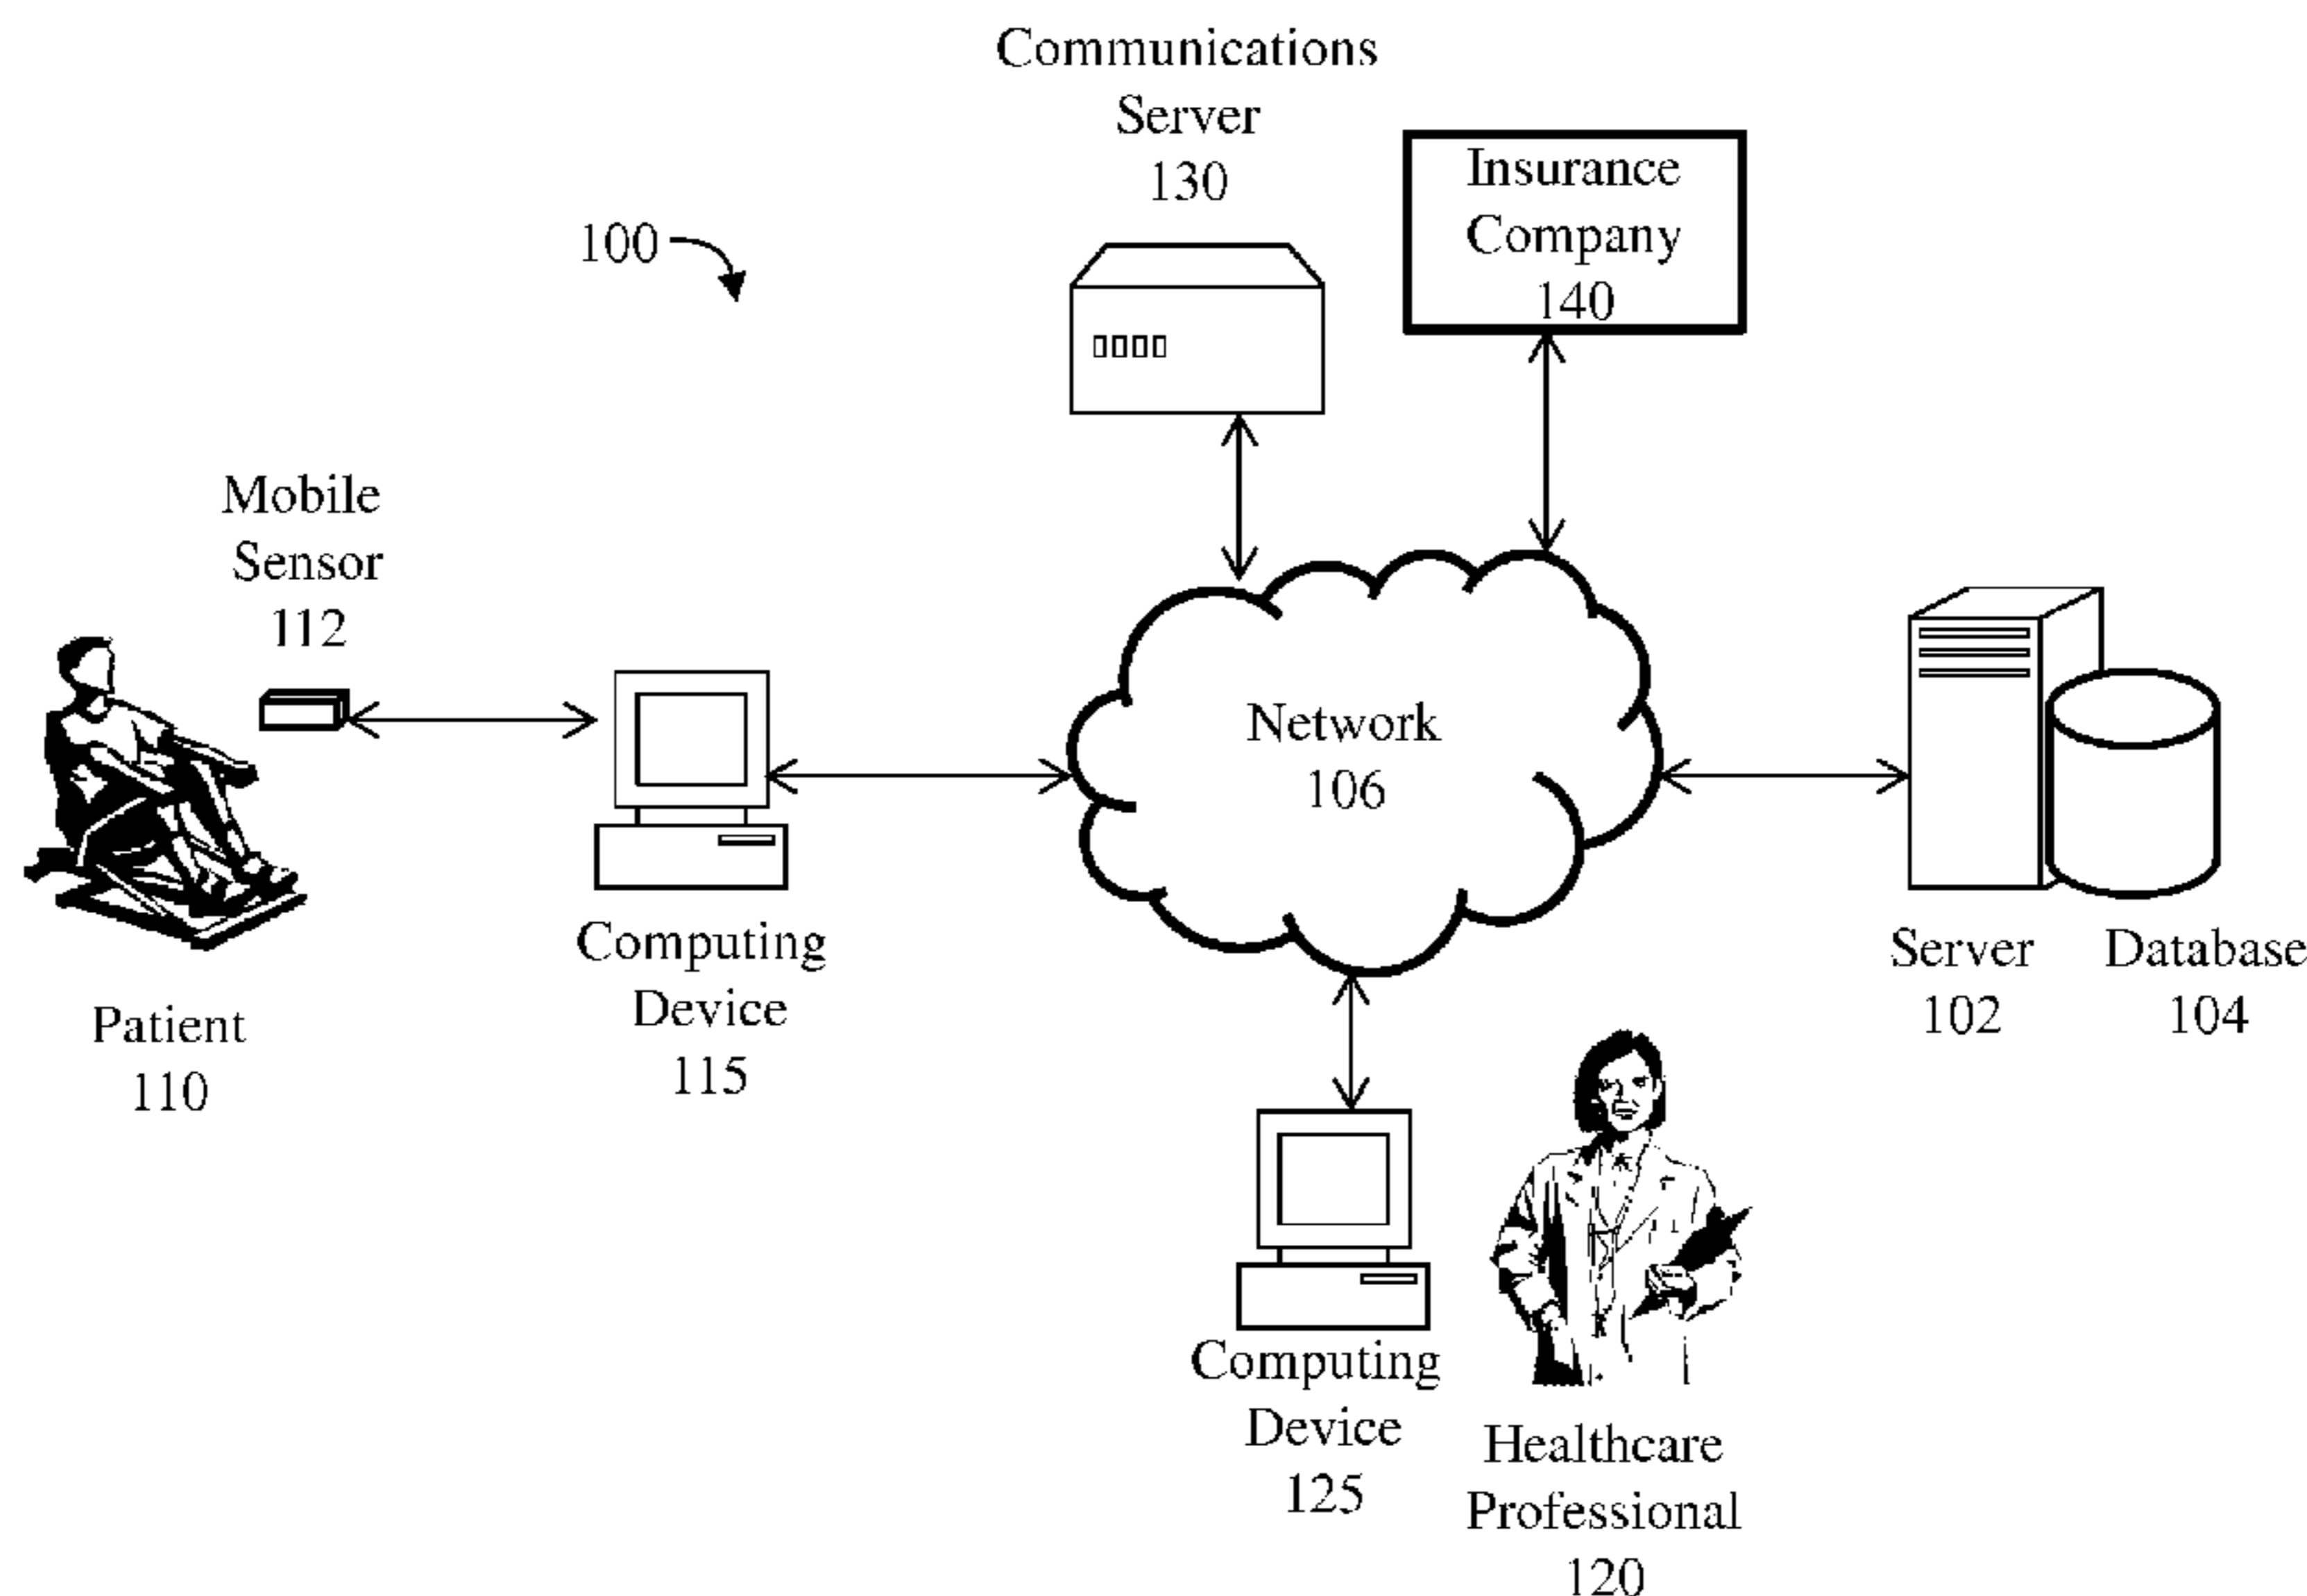 Communications
Server
130
Insurance
Company
140
100
Mobile
Sensor
112
Network
106
Computing
Device
115
Patient
110
Server
102
Database
104
Computing
Device
125
Healthcare
Professional
120